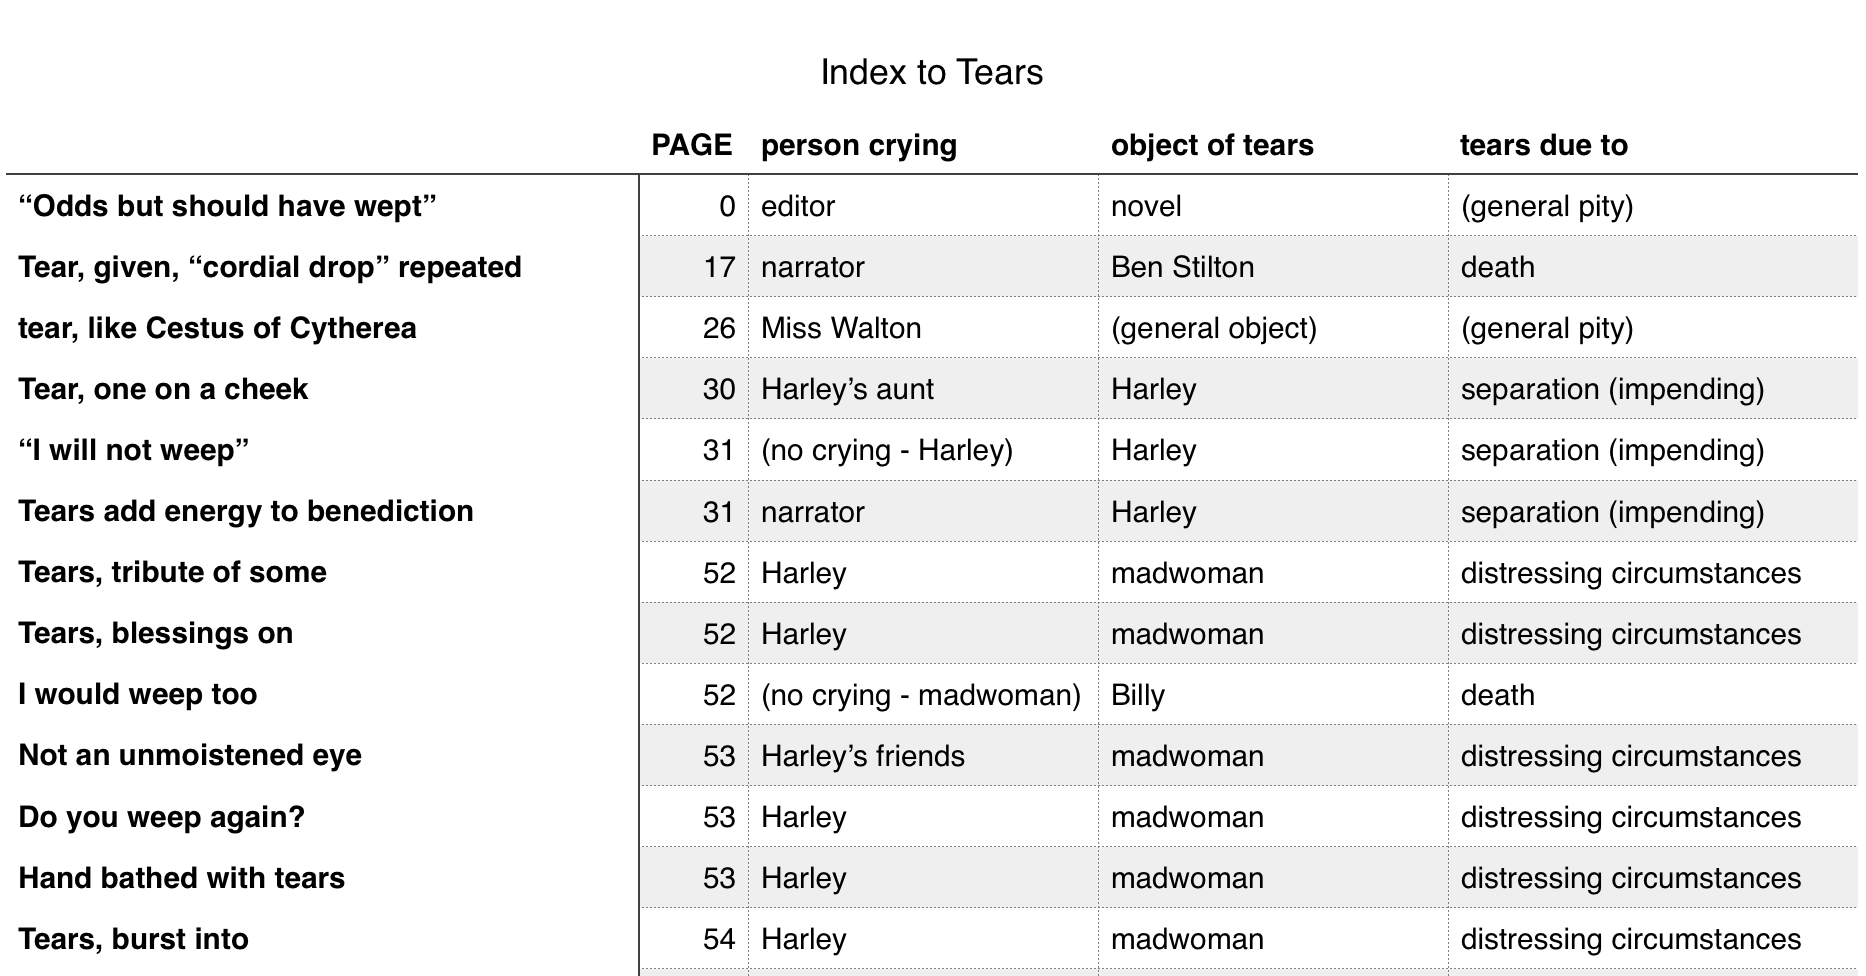 Index to Tears
PAGE person crying object of tears tears due to
“Odds but should have wept” 0 editor novel (general pity)
Tear, given, “cordial drop” repeated 17 narrator Ben Stilton death
tear, like Cestus of Cytherea 26 Miss Walton (general object) (general pity)
Tear, one on a cheek 30 Harley’s aunt Harley separation (impending)
“I will not weep” 31 (no crying - Harley) Harley separation (impending)
Tears add energy to benediction 31 narrator Harley separation (impending)
Tears, tribute of some 52 Harley madwoman distressing circumstances
Tears, blessings on 52 Harley madwoman distressing circumstances
I would weep too 52 (no crying - madwoman) Billy death
Not an unmoistened eye 53 Harley’s friends madwoman distressing circumstances
Do you weep again? 53 Harley madwoman distressing circumstances
Hand bathed with tears 53 Harley madwoman distressing circumstances
Tears, burst into 54 Harley madwoman distressing circumstances